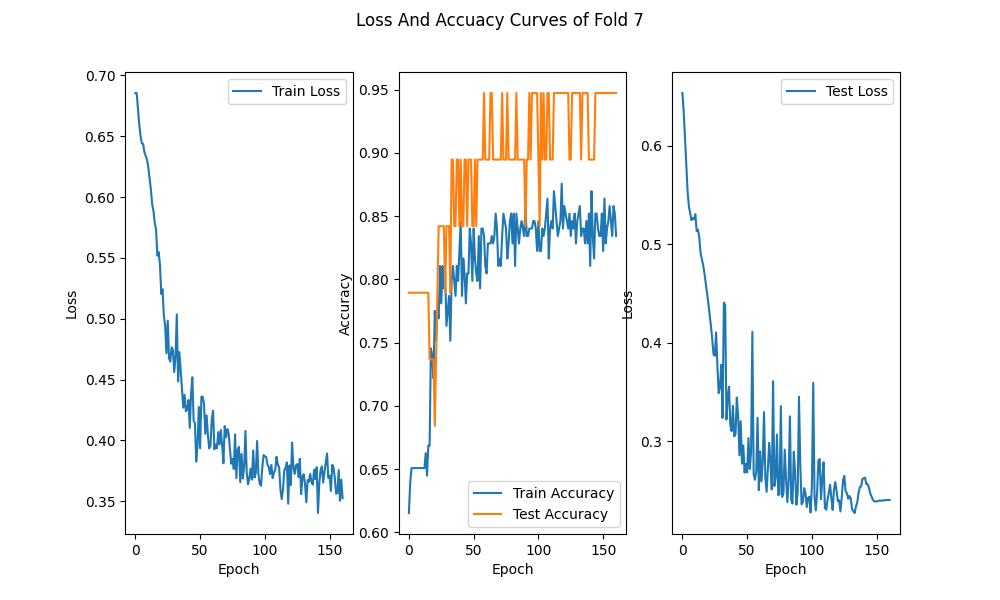 Loss And Accuacy Curves of Fold 7
Train Loss
0.70
0.65
0.60
0.55
0.50
0.45
0.40
0.35
Loss
0
50
100
150
Epoch
0.95
0.90
0.85
0.80
0.75
0.70
0.65
0.60
Accuracy
Train Accuracy
Test Accuracy
0
50
100
150
Epoch
Test Loss
0.6
0.5
0.4
0.3
Loss
0
50
100
150
Epoch